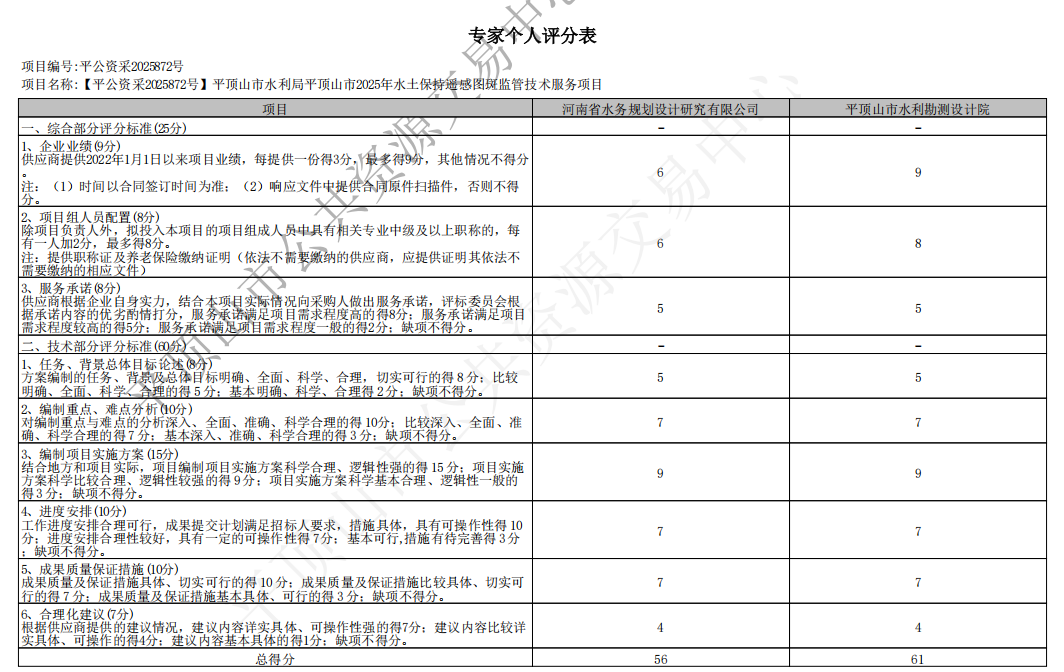 专家个人评分表
项目编号:平公资采2025872号
项目名称:【平公资采2025872号】平顶山市水利局平顶山市2025年水土保持遥感图斑监管技术服务项目
项目 河南省水务规划设计研究有限公司 平顶山市水利勘测设计院
一、综合部分评分标准(25分) - -
1、企业业绩(9分)
供应商提供2022年1月1日以来项目业绩，每提供一份得3分，最多得9分，其他情况不得分
。
注：（1）时间以合同签订时间为准；（2）响应文件中提供合同原件扫描件，否则不得
分。
6 9
2、项目组人员配置(8分)
除项目负责人外，拟投入本项目的项目组成人员中具有相关专业中级及以上职称的，每
有一人加2分，最多得8分。
注：提供职称证及养老保险缴纳证明（依法不需要缴纳的供应商，应提供证明其依法不
需要缴纳的相应文件）
6 8
3、服务承诺(8分)
供应商根据企业自身实力，结合本项目实际情况向采购人做出服务承诺，评标委员会根
据承诺内容的优劣酌情打分，服务承诺满足项目需求程度高的得8分；服务承诺满足项目
需求程度较高的得5分；服务承诺满足项目需求程度一般的得2分；缺项不得分。
5 5
二、技术部分评分标准(60分) - -
1、任务、背景总体目标论述(8分)
方案编制的任务、背景及总体目标明确、全面、科学、合理，切实可行的得 8 分；比较
明确、全面、科学、合理的得 5 分；基本明确、科学、合理得 2 分；缺项不得分。
5 5
2、编制重点、难点分析(10分)
对编制重点与难点的分析深入、全面、准确、科学合理的得 10分；比较深入、全面、准
确、科学合理的得 7 分；基本深入、准确、科学合理的得 3 分；缺项不得分。
7 7
3、编制项目实施方案(15分)
结合地方和项目实际，项目编制项目实施方案科学合理、逻辑性强的得 15 分；项目实施
方案科学比较合理、逻辑性较强的得 9 分；项目实施方案科学基本合理、逻辑性一般的
得 3 分；缺项不得分。
9 9
4、进度安排(10分)
工作进度安排合理可行，成果提交计划满足招标人要求，措施具体，具有可操作性得 10
分；进度安排合理性较好，具有一定的可操作性得 7分；基本可行,措施有待完善得 3 分
；缺项不得分。
7 7
5、成果质量保证措施(10分)
成果质量及保证措施具体、切实可行的得 10 分；成果质量及保证措施比较具体、切实可
行的得 7 分；成果质量及保证措施基本具体、可行的得 3 分；缺项不得分。
7 7
6、合理化建议(7分)
根据供应商提供的建议情况，建议内容详实具体、可操作性强的得7分；建议内容比较详
实具体、可操作的得4分；建议内容基本具体的得1分；缺项不得分。
4 4
总得分 56 61
平顶山市公共资源交易中心
平顶山市公共资源交易中心